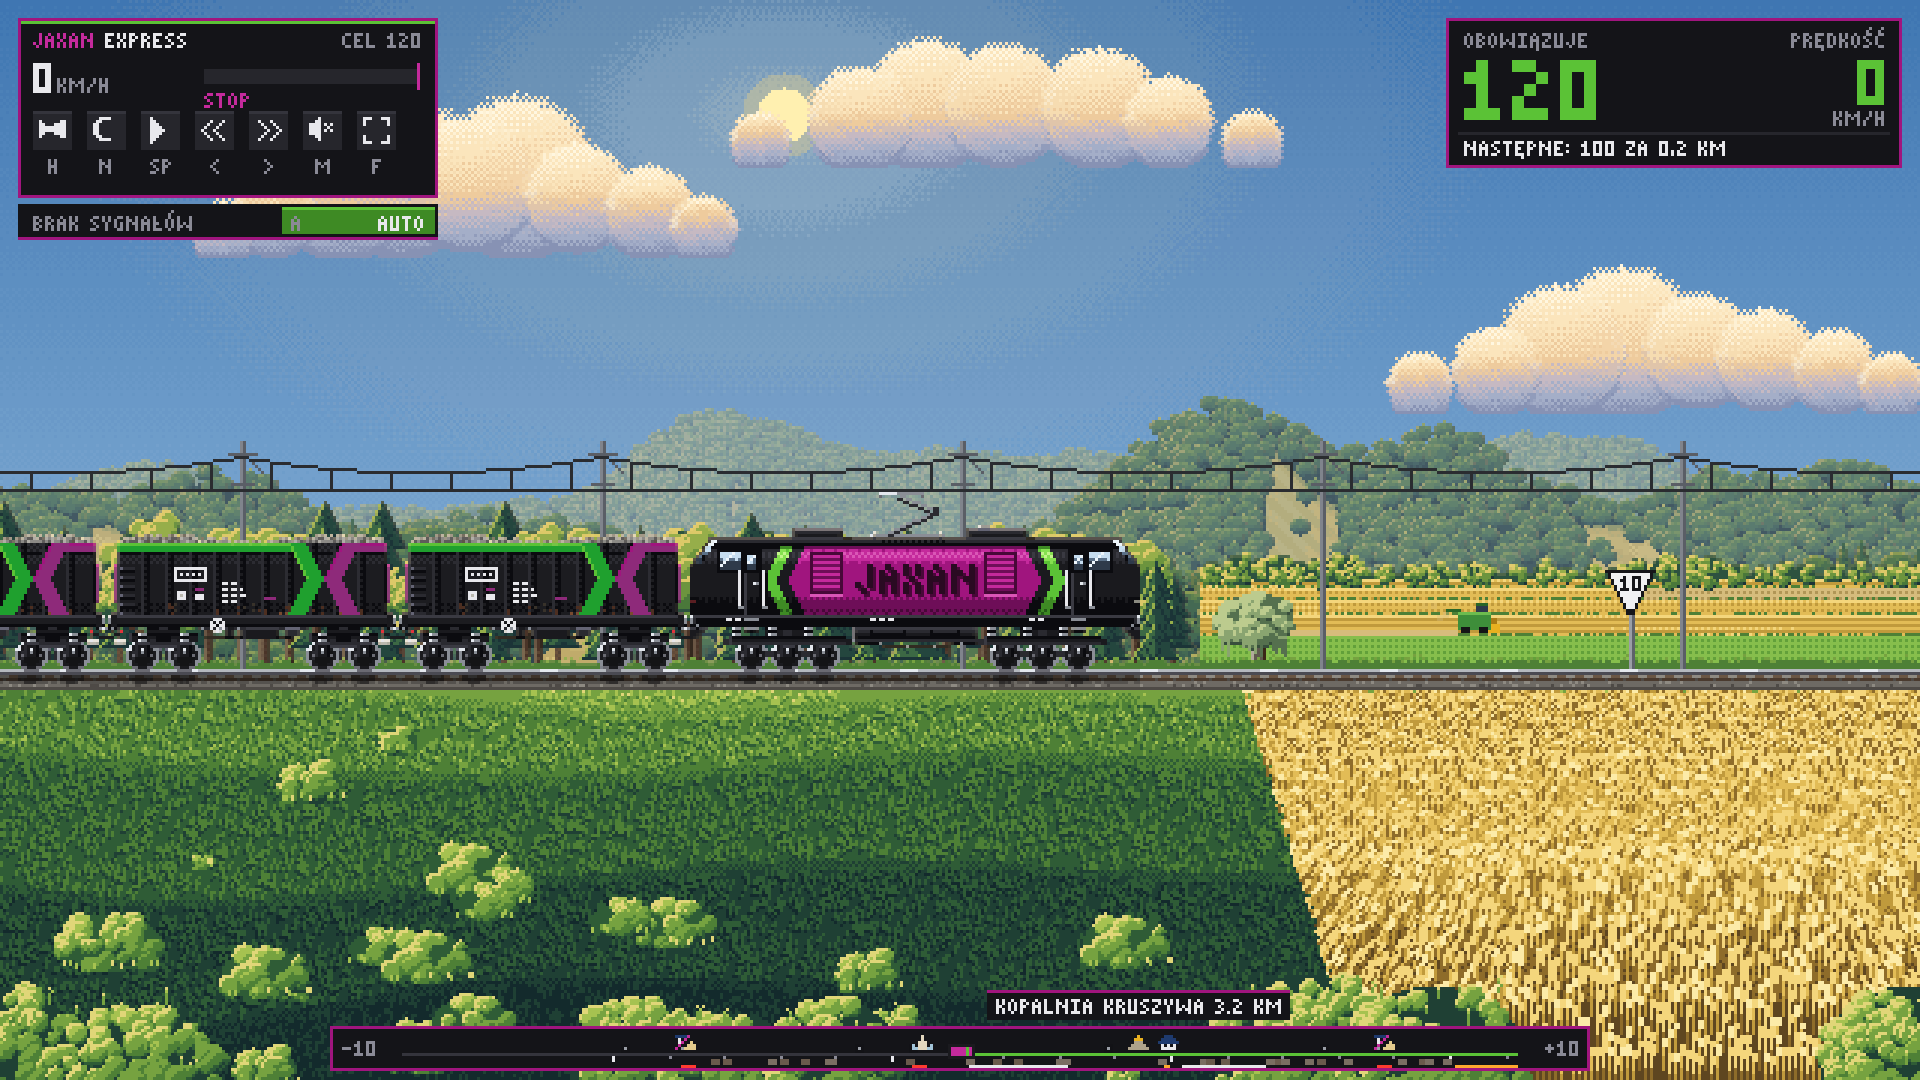 JAXAN EXPRESS CEL 120
0 KM/H
STOP
H N SP < > M F
BRAK SYGNAŁÓW A AUTO
OBOWIĄZUJE PRĘDKOŚĆ
120 0
KM/H
NASTĘPNE: 100 ZA 0.2 KM
JAXAN
10
KOPALNIA KRUSZYWA 3.2 KM
-10 +10